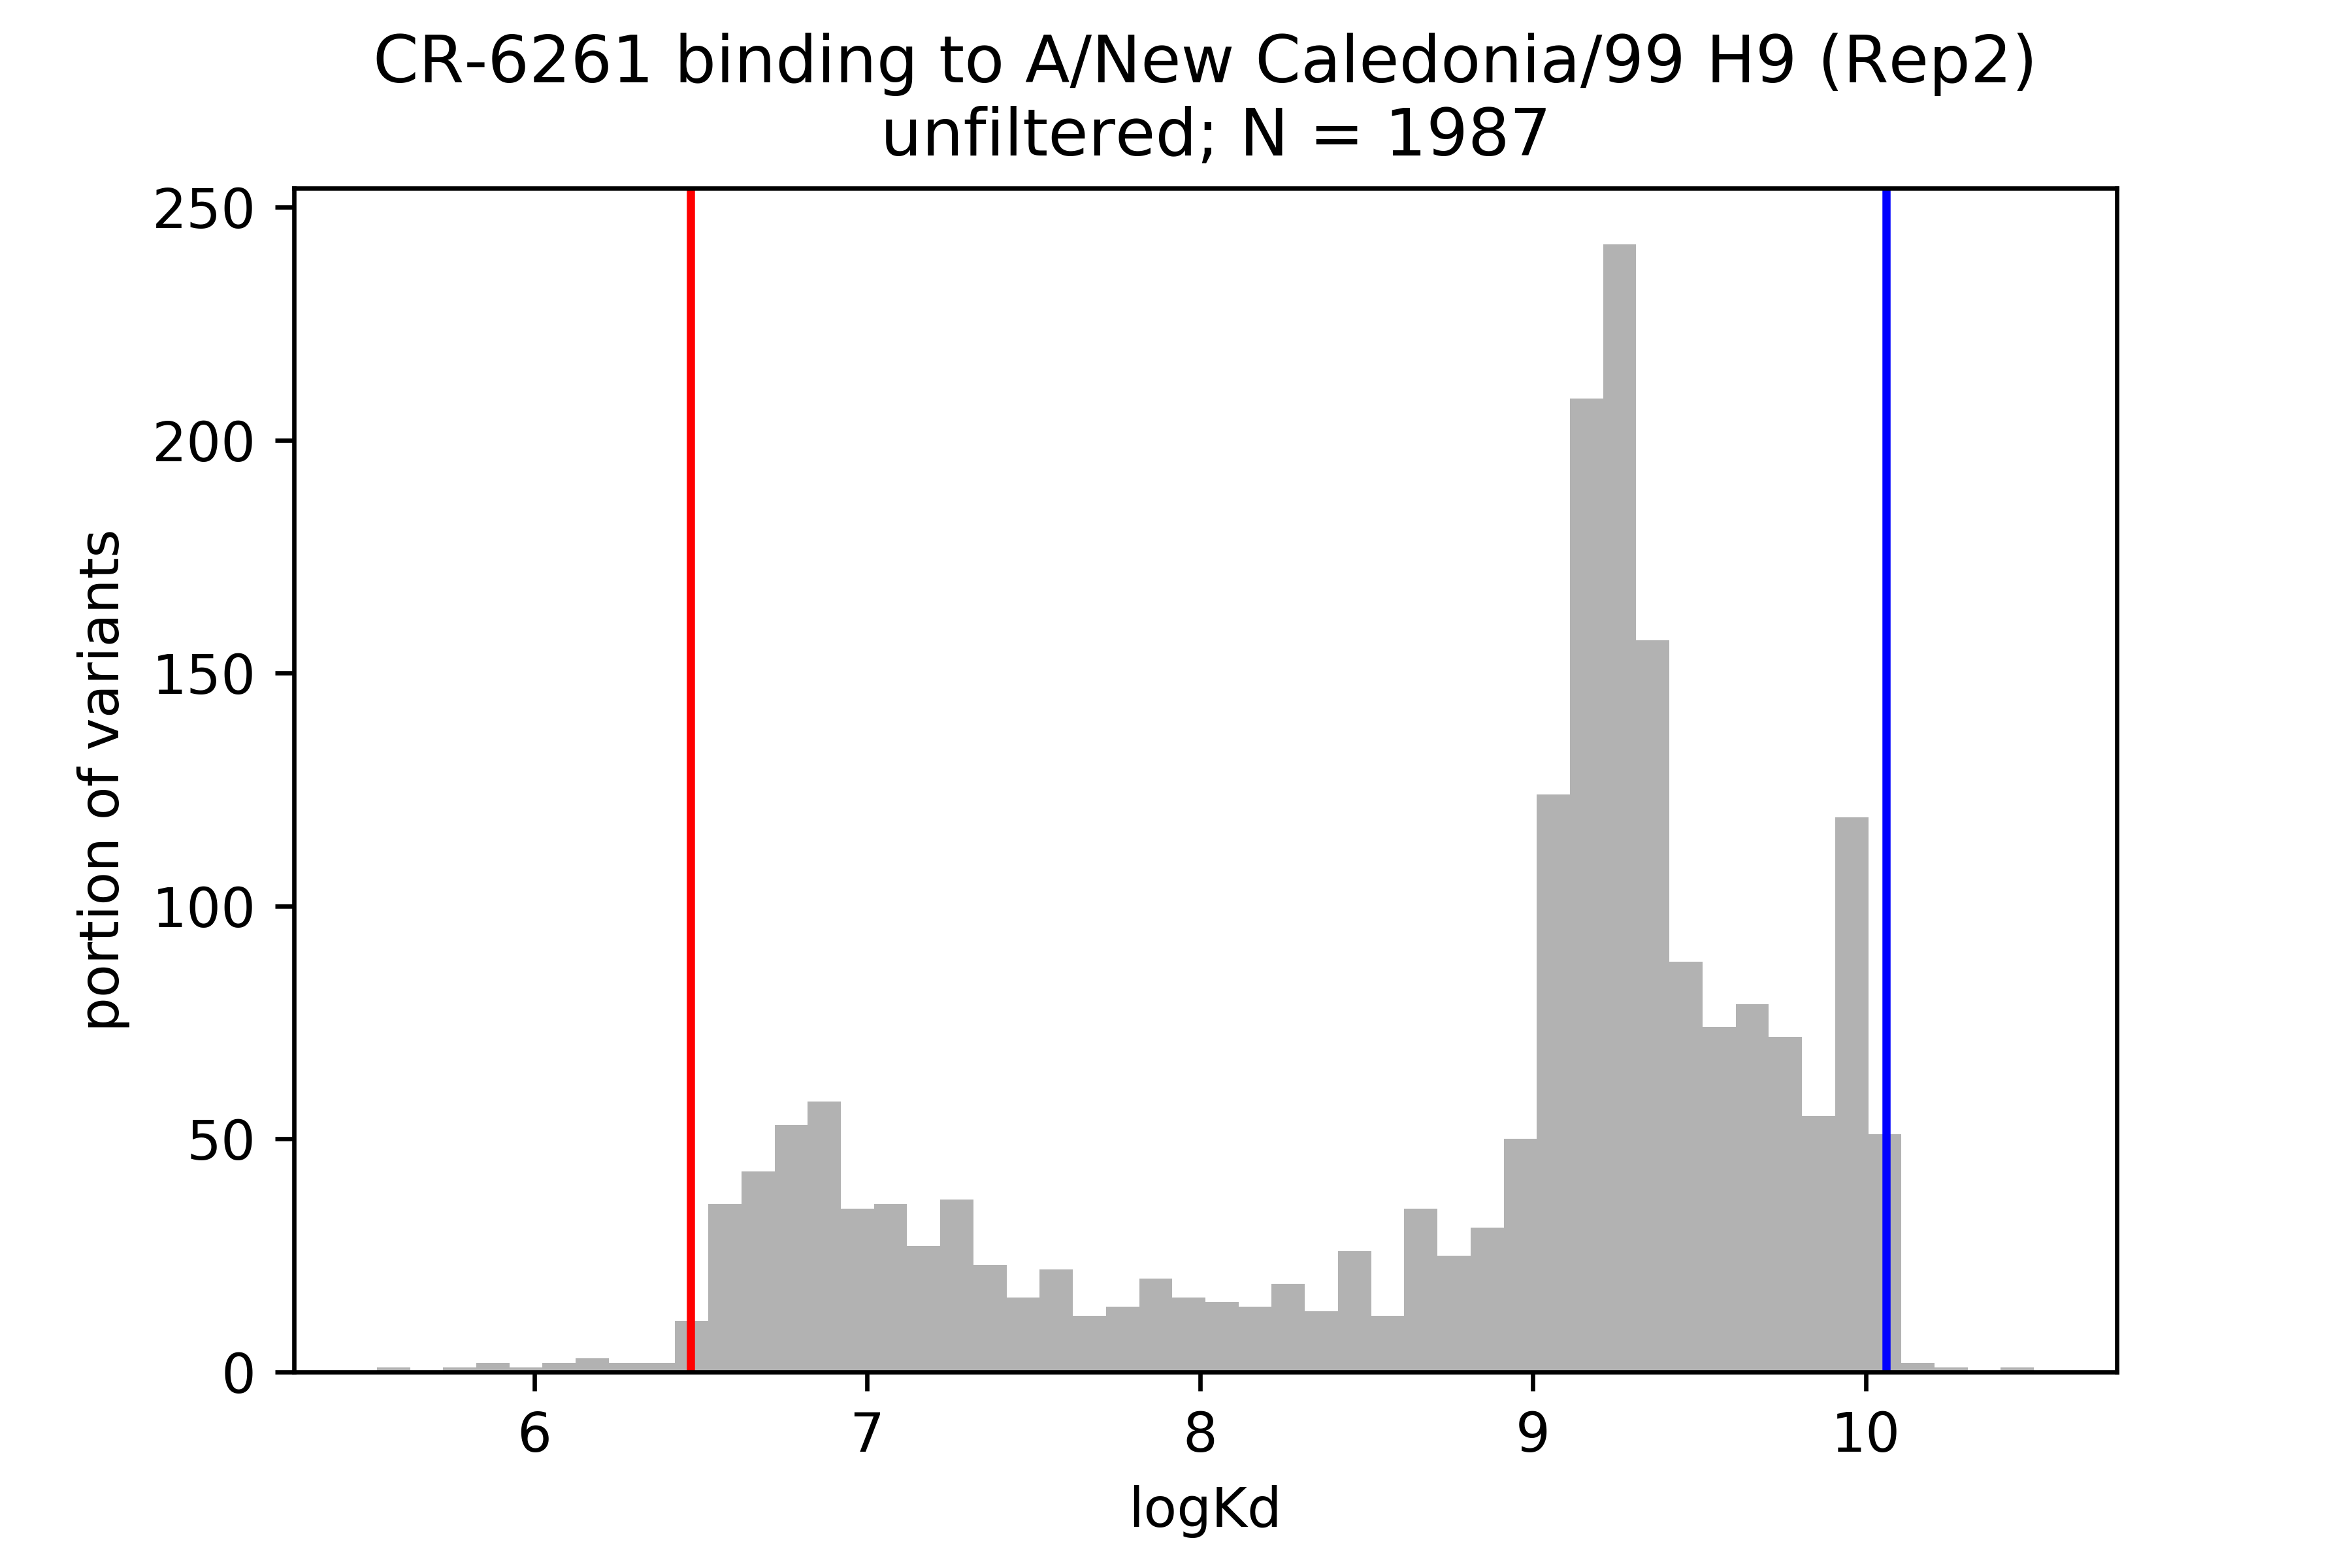 CR-6261 binding to A/New Caledonia/99 H9 (Rep2)
unfiltered; N = 1987
250
200
150
100
50
0
portion of variants
6 7 8 9 10
logKd